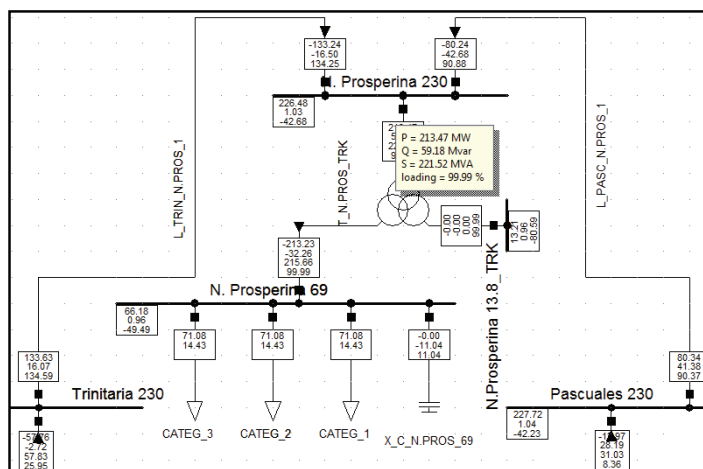 -133.24
-16.50
134.25
-80.24
-42.68
90.88
N. Prosperina 230
226.48
1.03
-42.68
P = 213.47 MW
Q = 59.18 Mvar
S = 221.52 MVA
loading = 99.99 %
L_TRIN_N.PROS_1
T_N.PROS_TRK
L_PASC_N.PROS_1
-0.00
-0.00
0.00
99.99
13.21
0.96
-80.59
-213.23
-32.26
215.66
99.99
N.Prosperina 13.8_TRK
N. Prosperina 69
66.18
0.96
-49.49
71.08
14.43
71.08
14.43
71.08
14.43
-0.00
-11.04
11.04
133.63
16.07
134.59
80.34
41.38
90.37
Trinitaria 230
Pascuales 230
CATEG_3
CATEG_2
CATEG_1
X_C_N.PROS_69
227.72
1.04
-42.23
-2.72
57.83
25.95
28.19
31.03
8.36